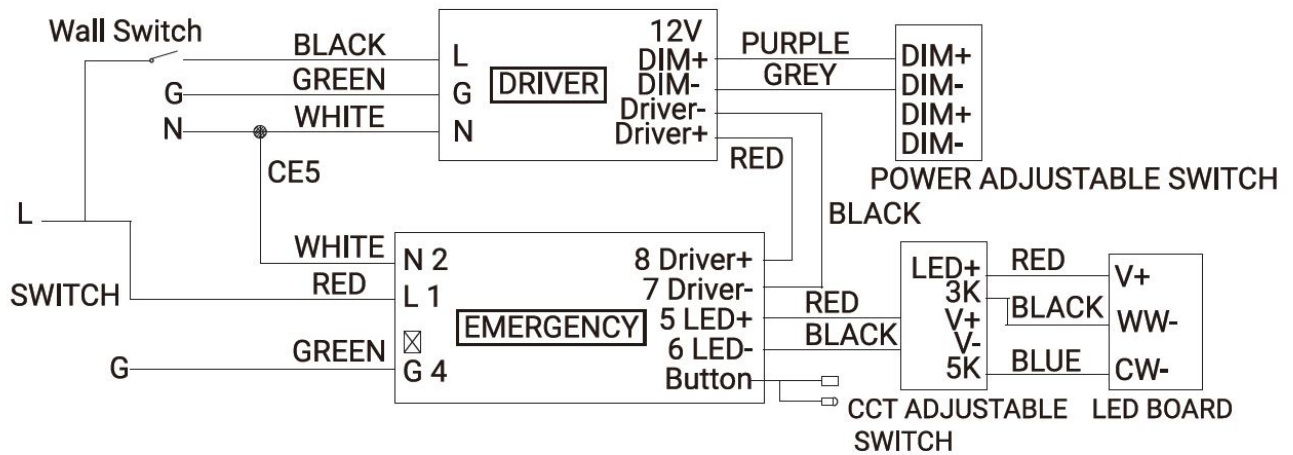 Wall Switch
BLACK
GREEN
WHITE
G
N
L
G
N
DRIVER
12V
DIM+
DIM-
Driver-
Driver+
PURPLE
GREY
RED
BLACK
DIM+
DIM-
DIM+
DIM-
POWER ADJUSTABLE SWITCH
CE5
L
SWITCH
G
WHITE
RED
GREEN
N 2
L 1
G 4
EMERGENCY
8 Driver+
7 Driver-
5 LED+
6 LED-
Button
RED
BLACK
LED+
3K
V+
V-
5K
CCT ADJUSTABLE
SWITCH
RED
BLACK
BLUE
V+
WW-
CW-
LED BOARD